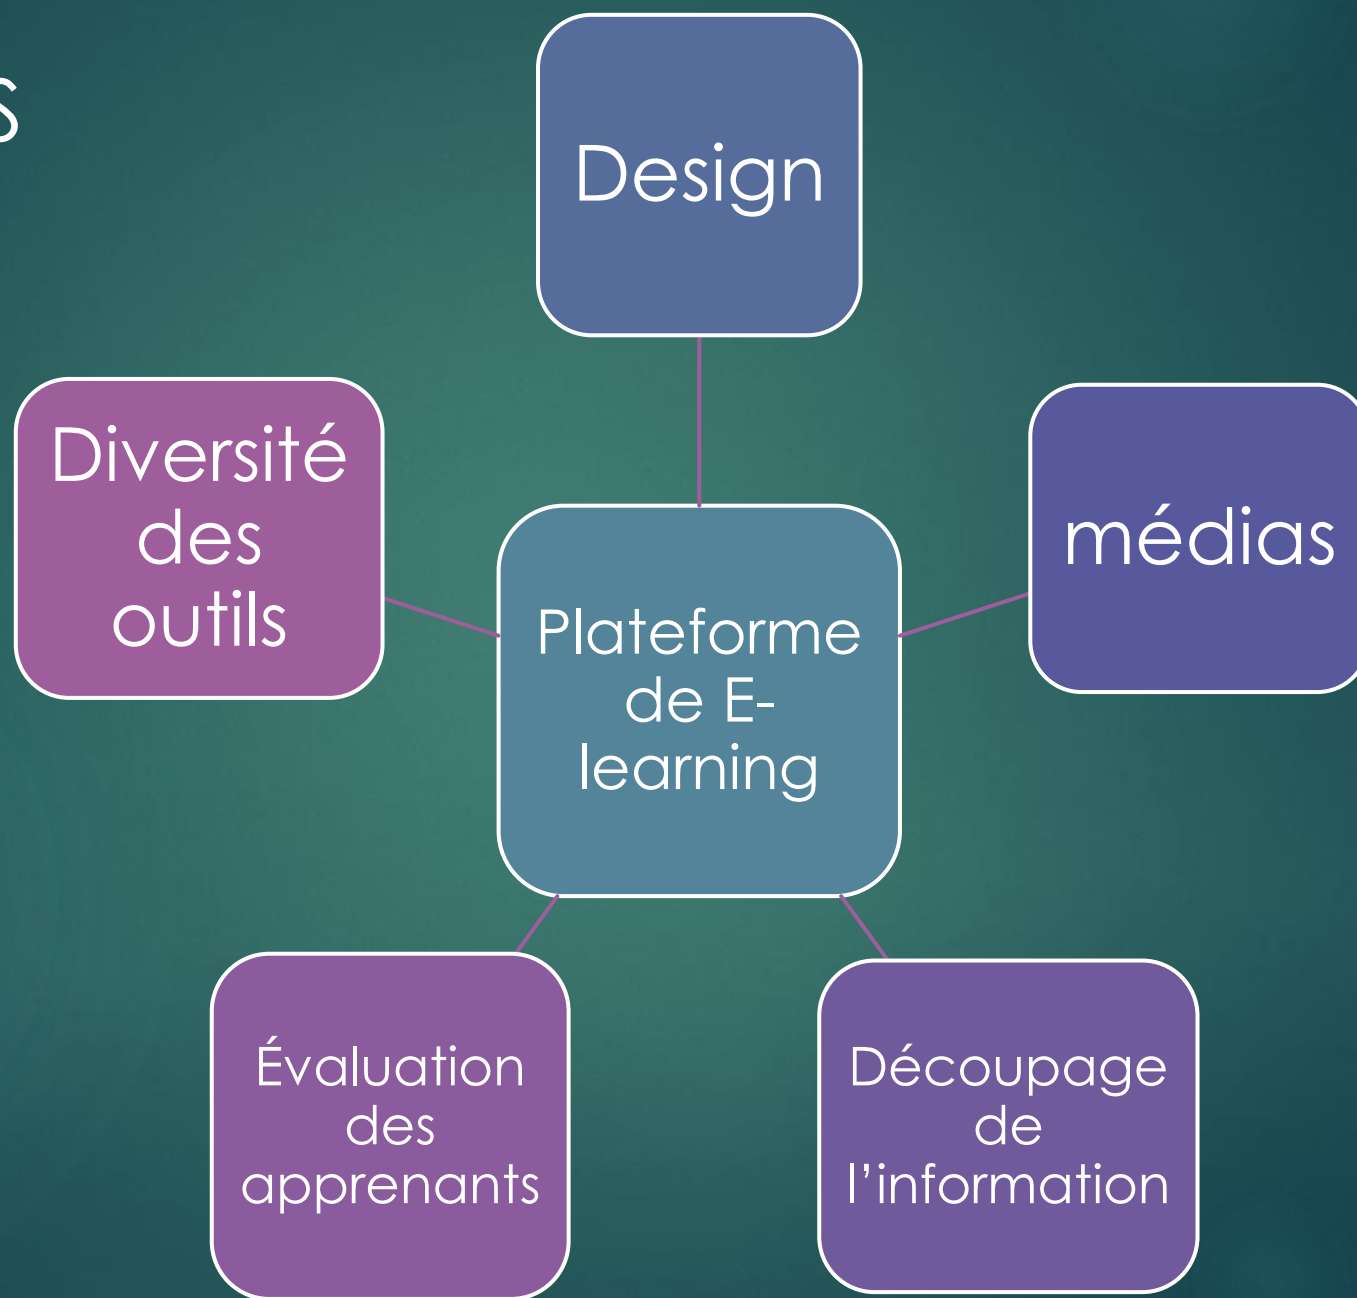 s
Design
Diversité
des
outils
médias
Plateforme
de E-
learning
Évaluation
des
apprenants
Découpage
de
l’information